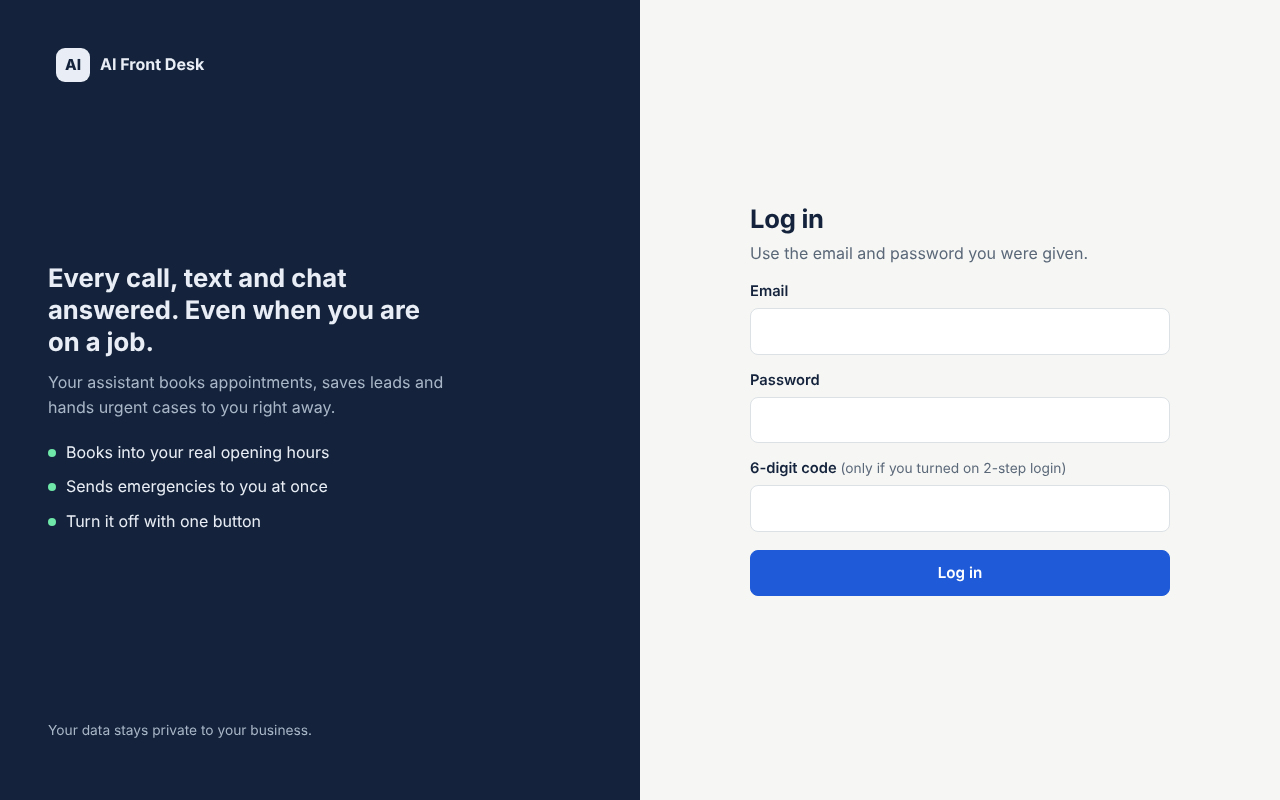 AI
AI Front Desk
Every call, text and chat
answered. Even when you are
on a job.
Your assistant books appointments, saves leads and
hands urgent cases to you right away.
Books into your real opening hours
Sends emergencies to you at once
Turn it off with one button
Your data stays private to your business.
Log in
Use the email and password you were given.
Email
Password
6-digit code (only if you turned on 2-step login)
Log in